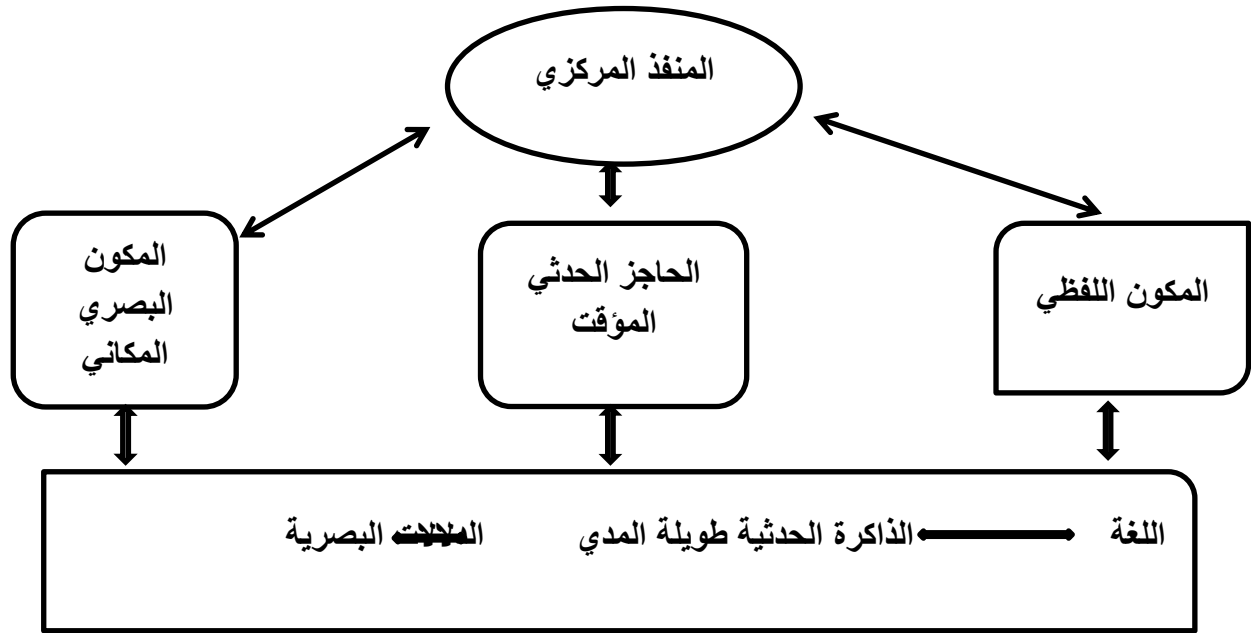 المنفذ المركزي
المكون اللفظي
الحاجز الحدثي
المؤقت
المكون
البصري
المكاني
اللغة
الذاكرة الحدثية طويلة المدي
البصرية